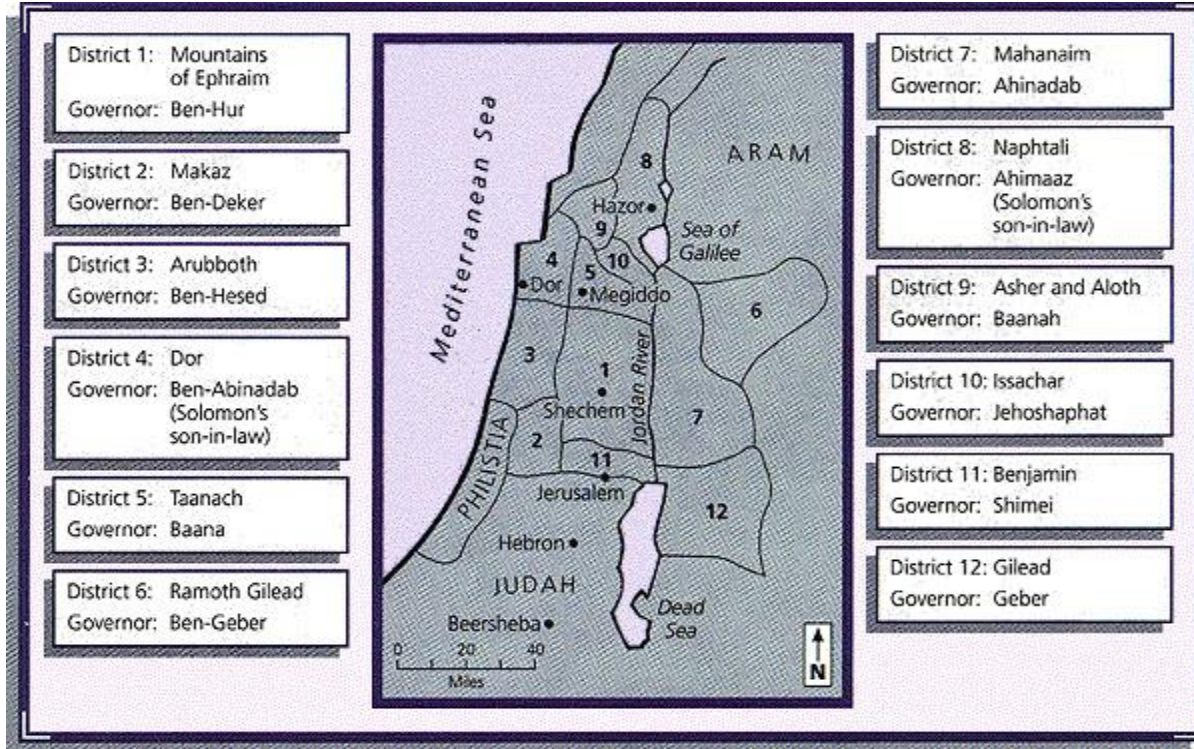 District 1: Mountains
of Ephraim
Governor: Ben-Hur
District 2: Makaz
Governor: Ben-Deker
District 3: Arubboth
Governor: Ben-Hesed
District 4: Dor
Governor: Ben-Abinadab
(Solomon's
son-in-law)
District 5: Taanach
Governor: Baana
District 6: Ramoth Gilead
Governor: Ben-Geber
Mediterranean Sea
ARAM
8
Hazor
9
Sea of
Galilee
4
5
10
Dor
Megiddo
6
3
1
Jordan River
Shechem
7
PHILISTIA
2
11
Jerusalem
12
Hebron
JUDAH
Beersheba
Dead
Sea
0 20 40
Miles
N
District 7: Mahanaim
Governor: Ahinadab
District 8: Naphtali
Governor: Ahimaaz
(Solomon's
son-in-law)
District 9: Asher and Aloth
Governor: Baanah
District 10: Issachar
Governor: Jehoshaphat
District 11: Benjamin
Governor: Shimei
District 12: Gilead
Governor: Geber